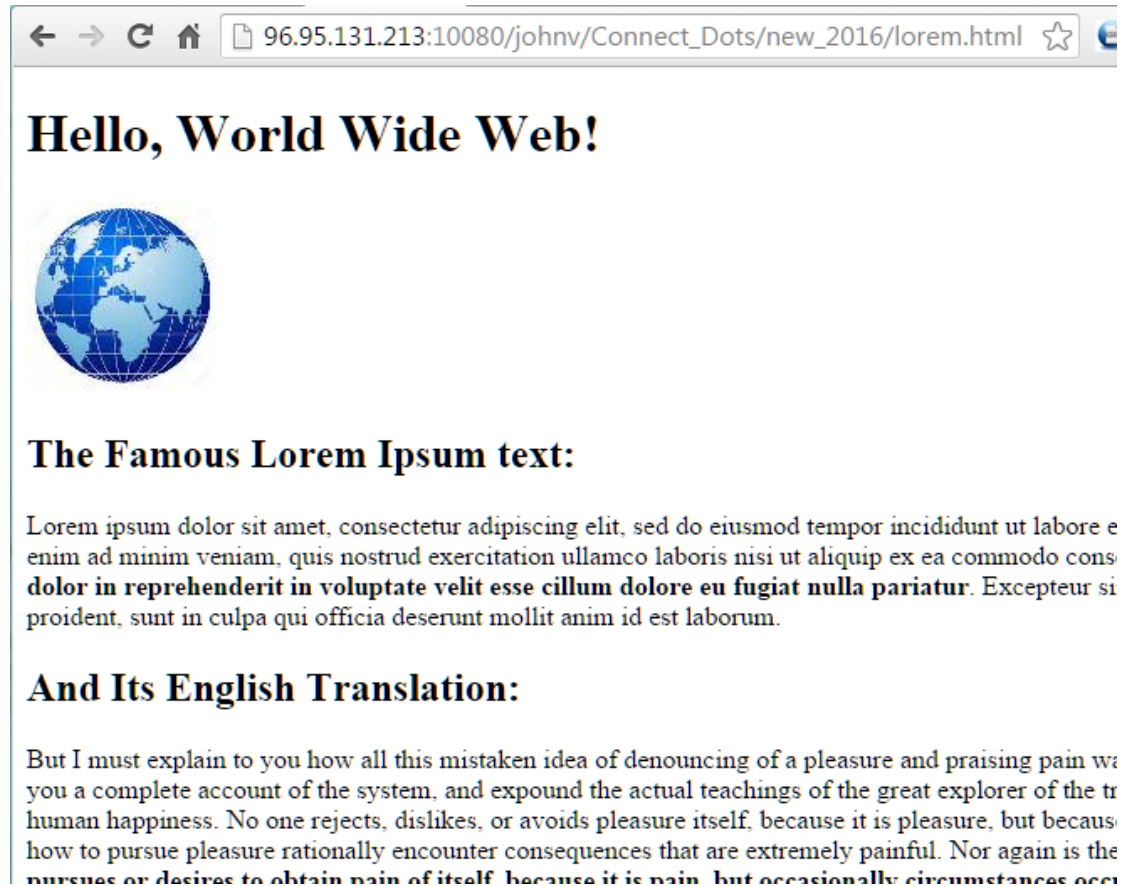 96.95.131.213:10080/johnv/Connect_Dots/new_2016/lorem.html
Hello, World Wide Web!
The Famous Lorem Ipsum text:
Lorem ipsum dolor sit amet, consectetur adipiscing elit, sed do eiusmod tempor incididunt ut labore e
enim ad minim veniam, quis nostrud exercitation ullamco laboris nisi ut aliquip ex ea commodo cons
dolor in reprehenderit in voluptate velit esse cillum dolore eu fugiat nulla pariatur. Excepteur si
proident, sunt in culpa qui officia deserunt mollit anim id est laborum.
And Its English Translation:
But I must explain to you how all this mistaken idea of denouncing of a pleasure and praising pain wa
you a complete account of the system, and expound the actual teachings of the great explorer of the tr
human happiness. No one rejects, dislikes, or avoids pleasure itself, because it is pleasure, but becaus
how to pursue pleasure rationally encounter consequences that are extremely painful. Nor again is the
pursues or desires to obtain pain of itself, because it is pain, but occasionally circumstances occu